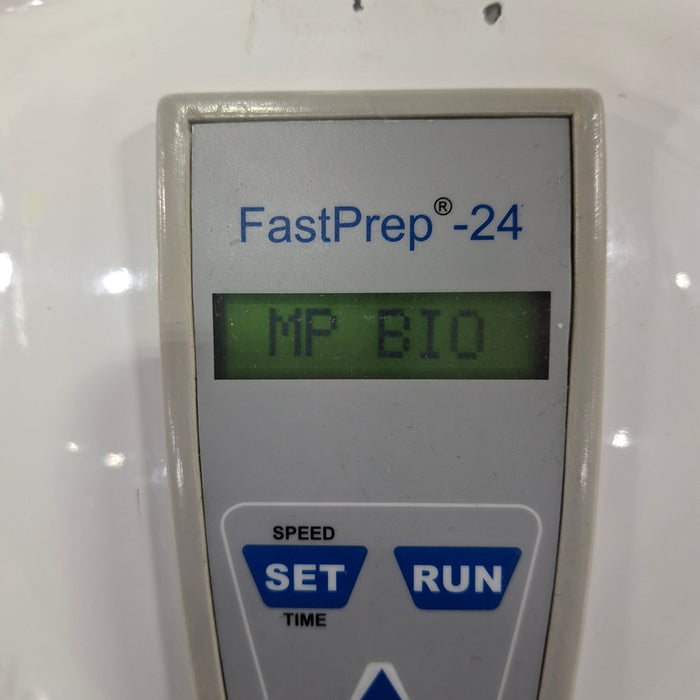 FastPrep®-24
MP BIO
SPEED
SET
TIME
RUN